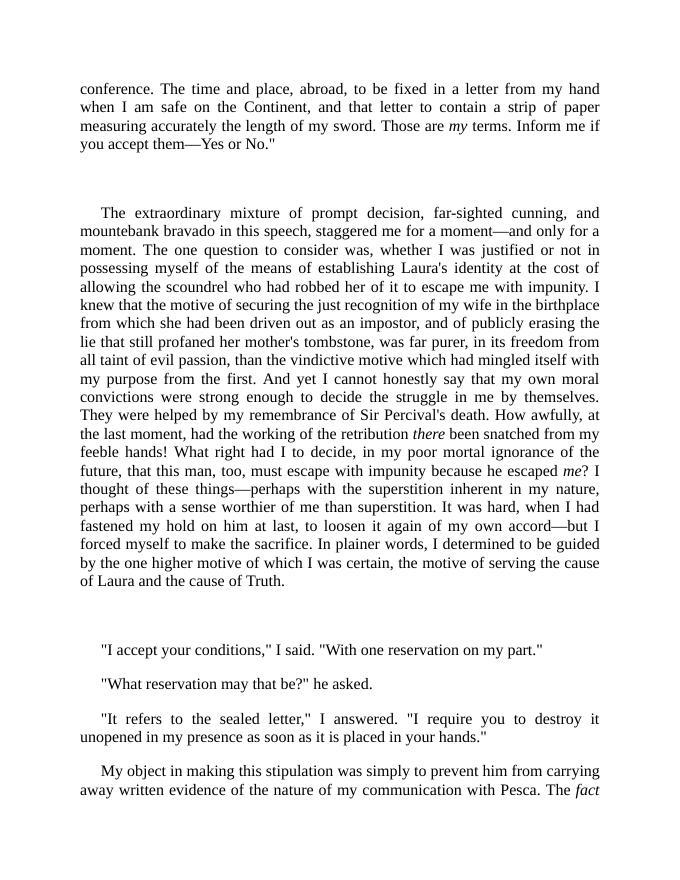 conference. The time and place, abroad, to be fixed in a letter from my hand
when I am safe on the Continent, and that letter to contain a strip of paper
measuring accurately the length of my sword. Those are my terms. Inform me if
you accept them—Yes or No."
The extraordinary mixture of prompt decision, far-sighted cunning, and
mountebank bravado in this speech, staggered me for a moment—and only for a
moment. The one question to consider was, whether I was justified or not in
possessing myself of the means of establishing Laura's identity at the cost of
allowing the scoundrel who had robbed her of it to escape me with impunity. I
knew that the motive of securing the just recognition of my wife in the birthplace
from which she had been driven out as an impostor, and of publicly erasing the
lie that still profaned her mother's tombstone, was far purer, in its freedom from
all taint of evil passion, than the vindictive motive which had mingled itself with
my purpose from the first. And yet I cannot honestly say that my own moral
convictions were strong enough to decide the struggle in me by themselves.
They were helped by my remembrance of Sir Percival's death. How awfully, at
the last moment, had the working of the retribution there been snatched from my
feeble hands! What right had I to decide, in my poor mortal ignorance of the
future, that this man, too, must escape with impunity because he escaped me? I
thought of these things—perhaps with the superstition inherent in my nature,
perhaps with a sense worthier of me than superstition. It was hard, when I had
fastened my hold on him at last, to loosen it again of my own accord—but I
forced myself to make the sacrifice. In plainer words, I determined to be guided
by the one higher motive of which I was certain, the motive of serving the cause
of Laura and the cause of Truth.
"I accept your conditions," I said. "With one reservation on my part."
"What reservation may that be?" he asked.
"It refers to the sealed letter," I answered. "I require you to destroy it
unopened in my presence as soon as it is placed in your hands."
My object in making this stipulation was simply to prevent him from carrying
away written evidence of the nature of my communication with Pesca. The fact